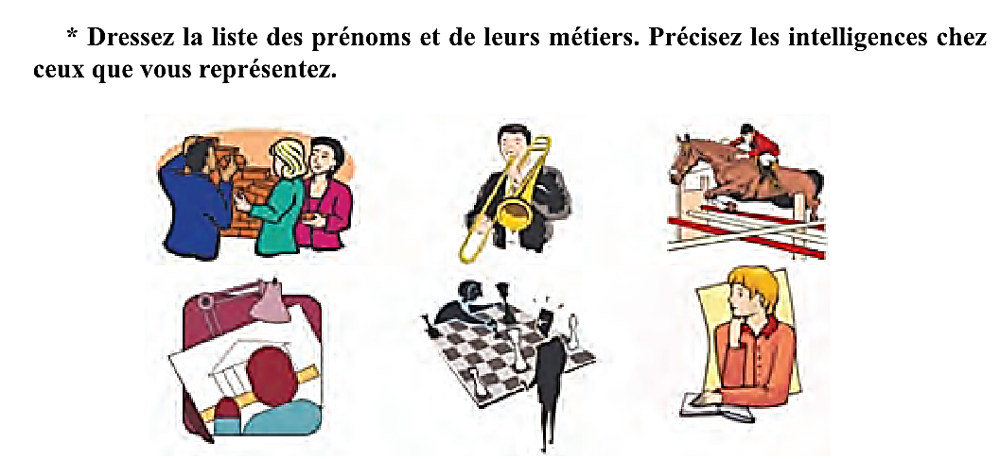 * Dressez la liste des prénoms et de leurs métiers. Précisez les intelligences chez
ceux que vous représentez.